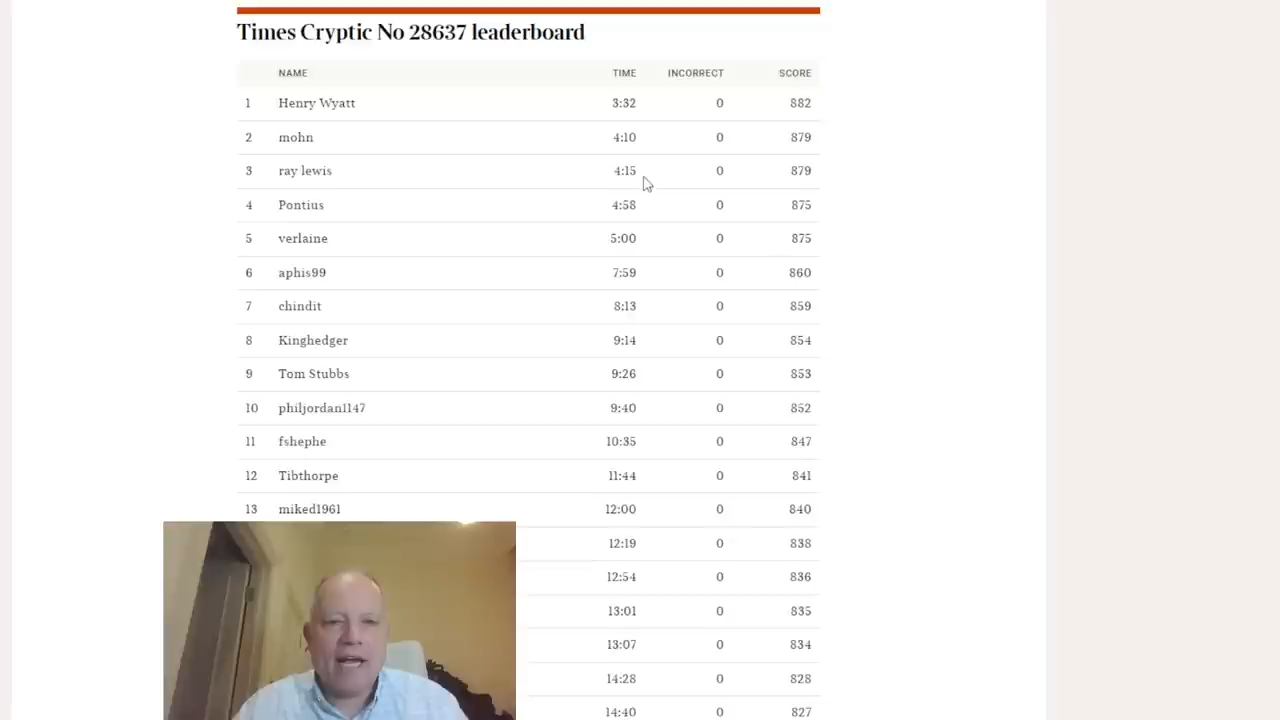 Times Cryptic No 28637 leaderboard
NAME TIME INCORRECT SCORE
1 Henry Wyatt 3:32 0 882
2 mohn 4:10 0 879
3 ray lewis 4:15 0 879
4 Pontius 4:58 0 875
5 verlaine 5:00 0 875
6 aphis99 7:59 0 860
7 chindit 8:13 0 859
8 Kinghedger 9:14 0 854
9 Tom Stubbs 9:26 0 853
10 philjordan1147 9:40 0 852
11 fshephe 10:35 0 847
12 Tibthorpe 11:44 0 841
13 miked1961 12:00 0 840
12:19 0 838
12:54 0 836
13:01 0 835
13:07 0 834
14:28 0 828
14:40 0 827